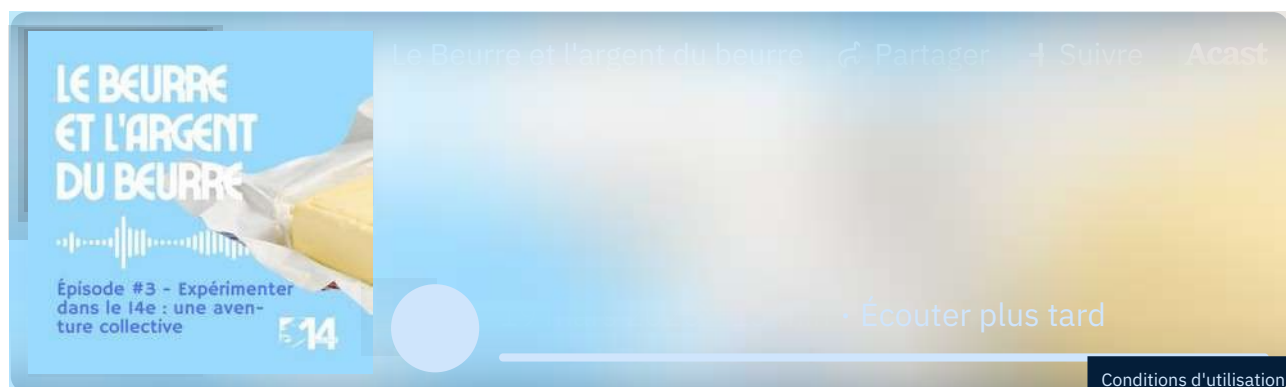 LE BEURRE
ET L'ARGENT
DU BEURRE
Épisode #3 - Expérimenter
dans le 14e : une aven-
ture collective
14
Le Beurre et l'argent du beurre
Partager
Suivre
Acast
· Écouter plus tard
Conditions d'utilisation